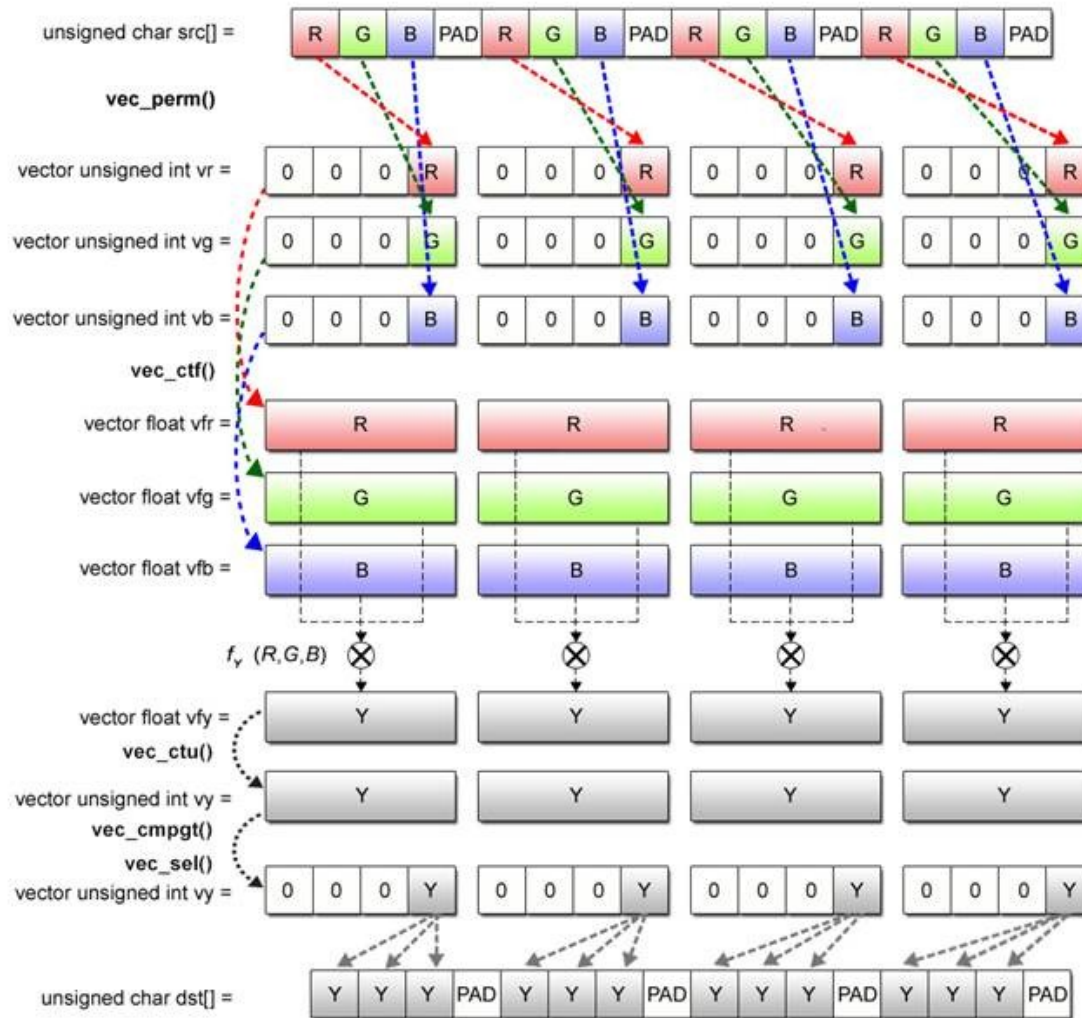 unsigned char src[] = R G B PAD R G B PAD R G B PAD R G B PAD
vec_perm()
vector unsigned int vr = 0 0 0 R 0 0 0 R 0 0 0 R 0 0 0 R
vector unsigned int vg = 0 0 0 G 0 0 0 G 0 0 0 G 0 0 0 G
vector unsigned int vb = 0 0 0 B 0 0 0 B 0 0 0 B 0 0 0 B
vec_ctf()
vector float vfr = R R R R
vector float vfg = G G G G
vector float vfb = B B B B
fY (R,G,B)
vector float vfy = Y Y Y Y
vec_ctu()
vector unsigned int vy = Y Y Y Y
vec_cmpgt()
vec_sel()
vector unsigned int vy = 0 0 0 Y 0 0 0 Y 0 0 0 Y 0 0 0 Y
unsigned char dst[] = Y Y Y PAD Y Y Y PAD Y Y Y PAD Y Y Y PAD